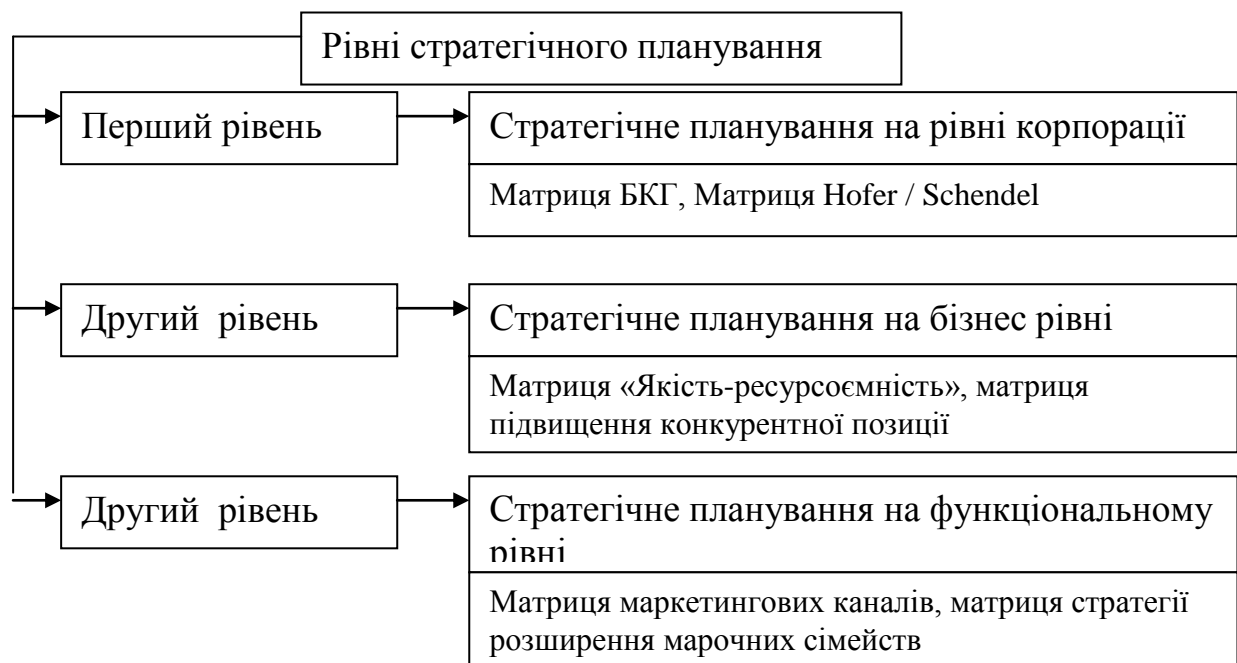 Рівні стратегічного планування
Перший рівень
Стратегічне планування на рівні корпорації
Матриця БКГ, Матриця Hofer / Schendel
Другий рівень
Стратегічне планування на бізнес рівні
Матриця «Якість-ресурсоємність», матриця
підвищення конкурентної позиції
Другий рівень
Стратегічне планування на функціональному
рівні
Матриця маркетингових каналів, матриця стратегії
розширення марочних сімейств